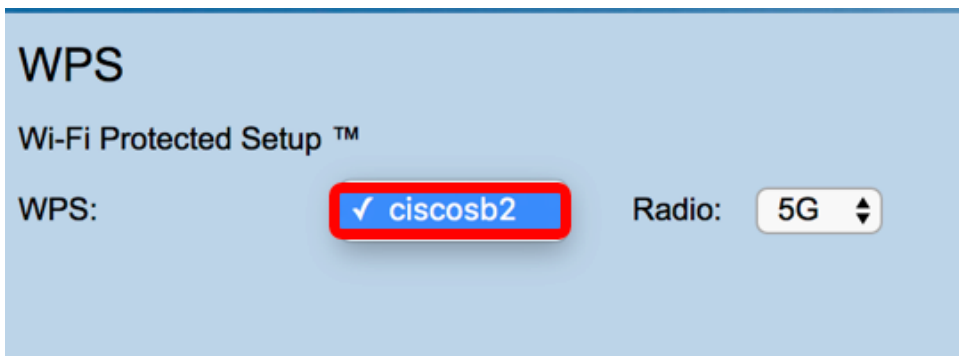 WPS
Wi-Fi Protected Setup ™
WPS: ✓ ciscosb2 Radio: 5G